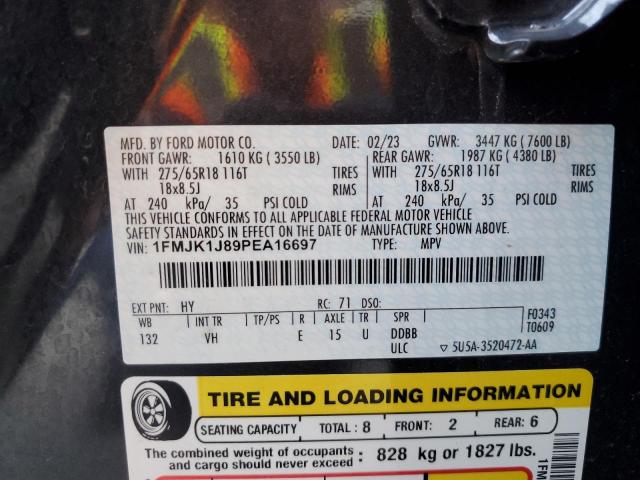 MFD. BY FORD MOTOR CO. DATE: 02/23 GVWR: 3447 KG ( 7600 LB)
FRONT GAWR: 1610 KG ( 3550 LB) REAR GAWR: 1987 KG ( 4380 LB)
WITH 275/65R18 116T TIRES WITH 275/65R18 116T TIRES
18x8.5J RIMS 18x8.5J RIMS
AT 240 kPa/ 35 PSI COLD AT 240 kPa/ 35 PSI COLD
THIS VEHICLE CONFORMS TO ALL APPLICABLE FEDERAL MOTOR VEHICLE
SAFETY STANDARDS IN EFFECT ON THE DATE OF MANUFACTURE SHOWN ABOVE.
VIN: 1FMJK1J89PEA16697 TYPE: MPV
EXT PNT: HY RC: 71 DSO: F0343
WB INT TR TP/PS R AXLE TR SPR T0609
132 VH E 15 U DDBB
ULC ▽ 5U5A-3520472-AA
TIRE AND LOADING INFORMATION
SEATING CAPACITY TOTAL : 8 FRONT: 2 REAR: 6
The combined weight of occupants
and cargo should never exceed : 828 kg or 1827 lbs.
1FM